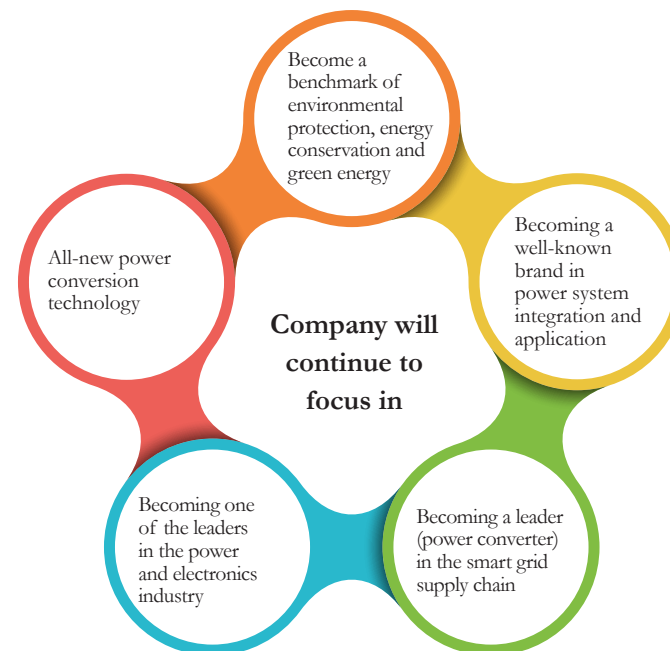 Become a
benchmark of
environmental
protection, energy
conservation and
green energy
Becoming a
well-known
brand in
power system
integration and
application
All-new power
conversion
technology
Company will
continue to
focus in
Becoming one
of the leaders
in the power
and electronics
industry
Becoming a leader
(power converter)
in the smart grid
supply chain